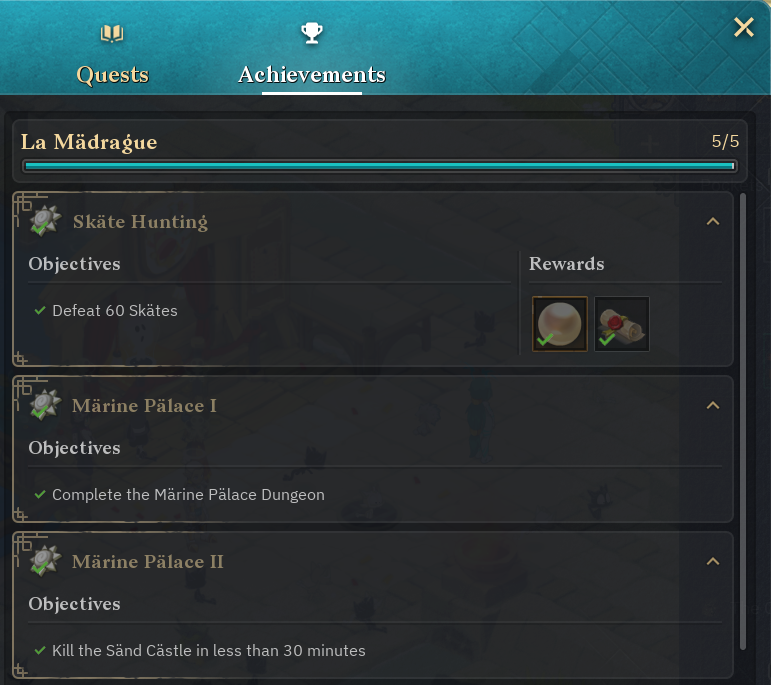 Quests
Achievements
La Mädrague
5/5
Skäte Hunting
Objectives
Rewards
Defeat 60 Skätes
Märine Pälace I
Objectives
Complete the Märine Pälace Dungeon
Märine Pälace II
Objectives
Kill the Sänd Cästle in less than 30 minutes